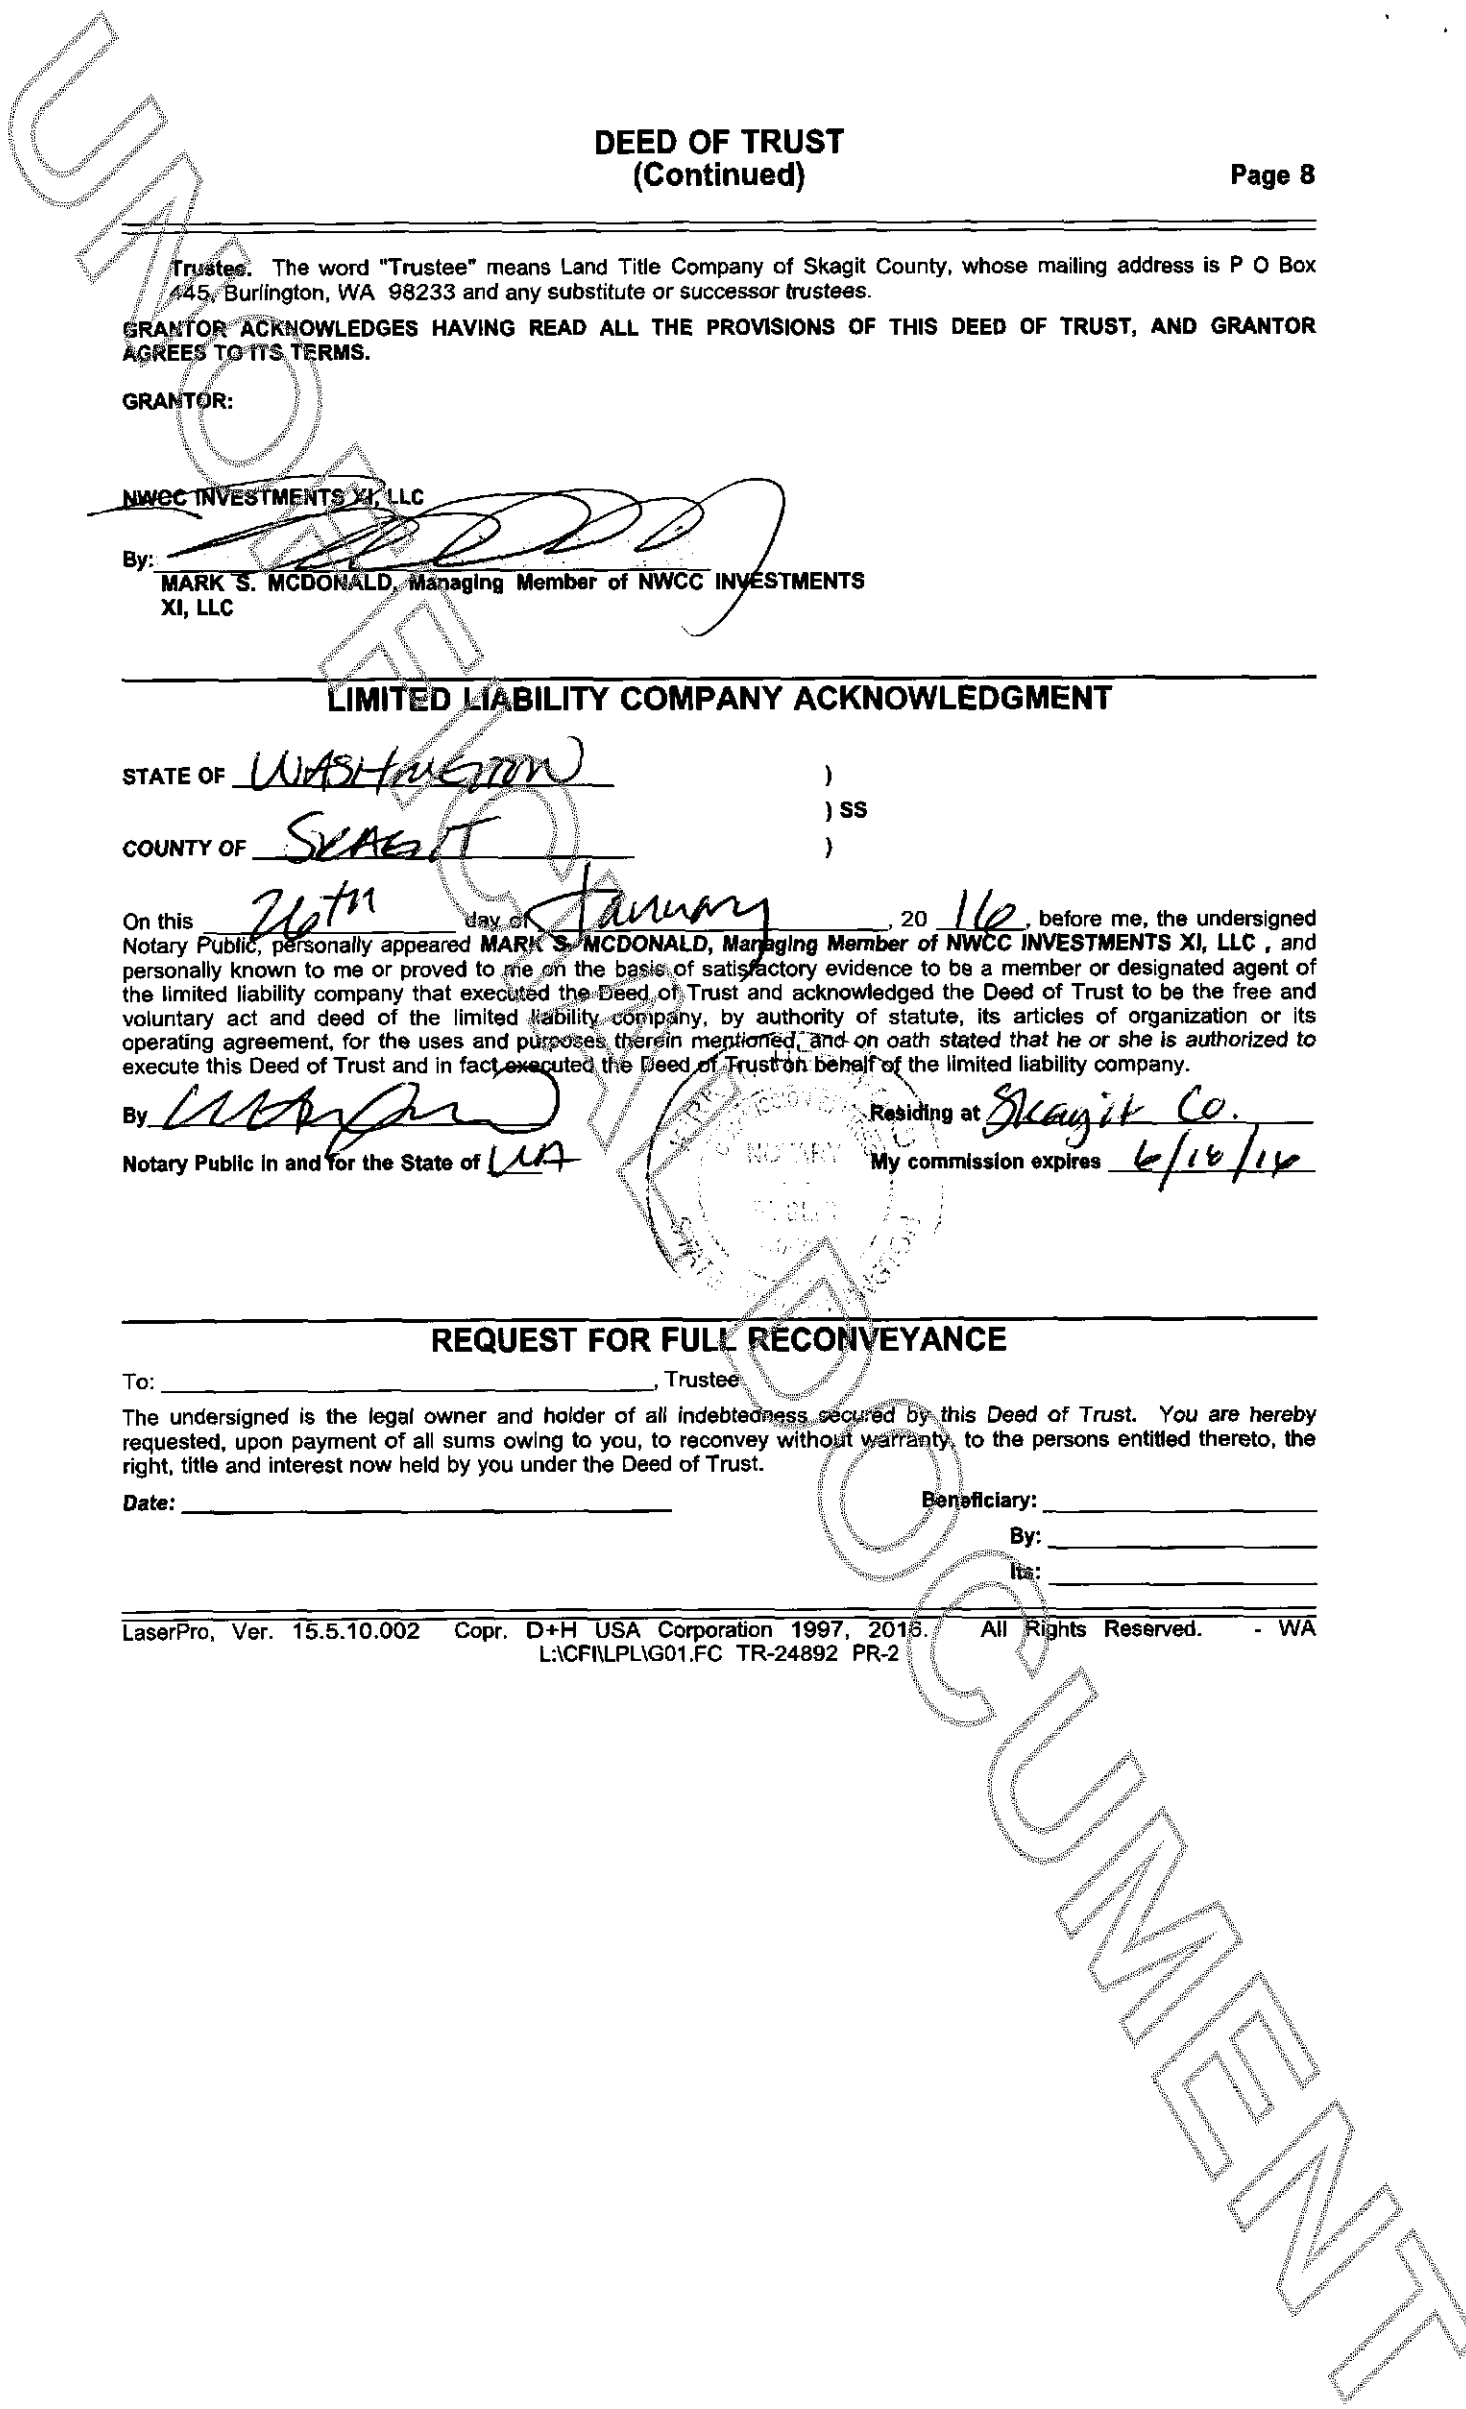 DEED OF TRUST
(Continued)
Page 8
Trustee. The word "Trustee" means Land Title Company of Skagit County, whose mailing address is P O Box
445, Burlington, WA 98233 and any substitute or successor trustees.
GRANTOR ACKNOWLEDGES HAVING READ ALL THE PROVISIONS OF THIS DEED OF TRUST, AND GRANTOR
AGREES TO ITS TERMS.
GRANTOR:
NWCC INVESTMENTS XI, LLC
By:
MARK S. MCDONALD, Managing Member of NWCC INVESTMENTS
XI, LLC
LIMITED LIABILITY COMPANY ACKNOWLEDGMENT
STATE OF WASHINGTON )
) SS
COUNTY OF SKAGIT )
On this 26th day of January, 20 16, before me, the undersigned
Notary Public, personally appeared MARK S. MCDONALD, Managing Member of NWCC INVESTMENTS XI, LLC , and
personally known to me or proved to me on the basis of satisfactory evidence to be a member or designated agent of
the limited liability company that executed the Deed of Trust and acknowledged the Deed of Trust to be the free and
voluntary act and deed of the limited liability company, by authority of statute, its articles of organization or its
operating agreement, for the uses and purposes therein mentioned, and on oath stated that he or she is authorized to
execute this Deed of Trust and in fact executed the Deed of Trust on behalf of the limited liability company.
By Residing at Skagit Co.
Notary Public in and for the State of WA My commission expires
NOTARY
REQUEST FOR FULL RECONVEYANCE
To: , Trustee
The undersigned is the legal owner and holder of all indebtedness secured by this Deed of Trust. You are hereby
requested, upon payment of all sums owing to you, to reconvey without warranty, to the persons entitled thereto, the
right, title and interest now held by you under the Deed of Trust.
Date: Beneficiary:
By:
Its:
LaserPro, Ver. 15.5.10.002 Copr. D+H USA Corporation 1997, 2016. All Rights Reserved. - WA
L:\CFI\LPL\G01.FC TR-24892 PR-2
UNOFFICIAL DOCUMENT